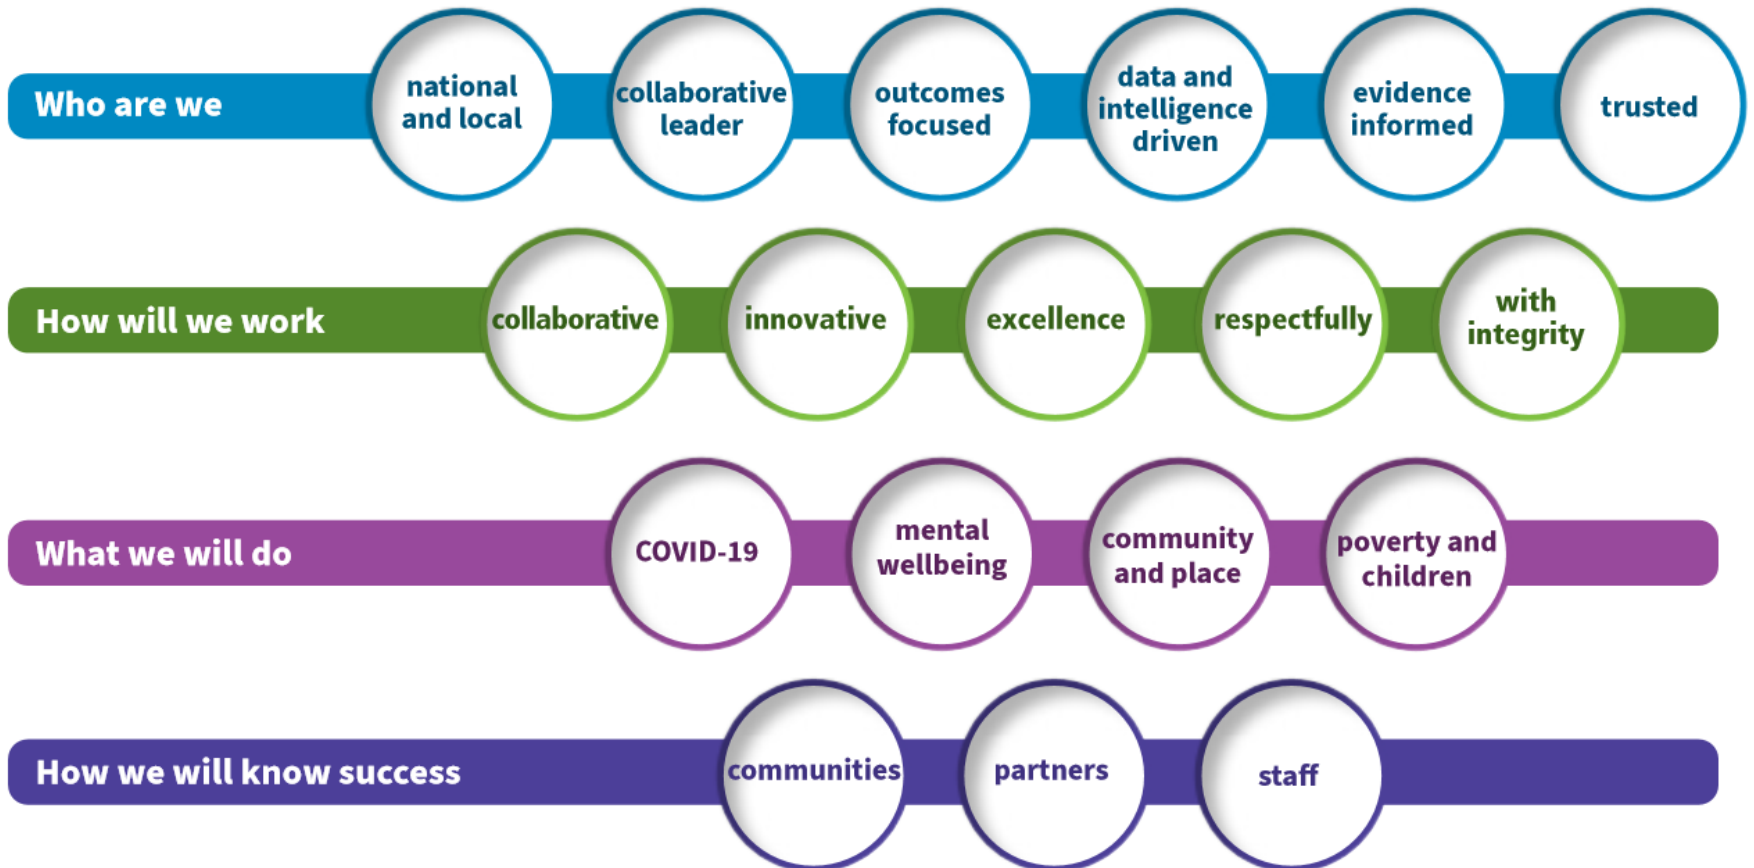 Who are we
national
and local
collaborative
leader
outcomes
focused
data and
intelligence
driven
evidence
informed
trusted
How will we work
collaborative
innovative
excellence
respectfully
with
integrity
What we will do
COVID-19
mental
wellbeing
community
and place
poverty and
children
How we will know success
communities
partners
staff